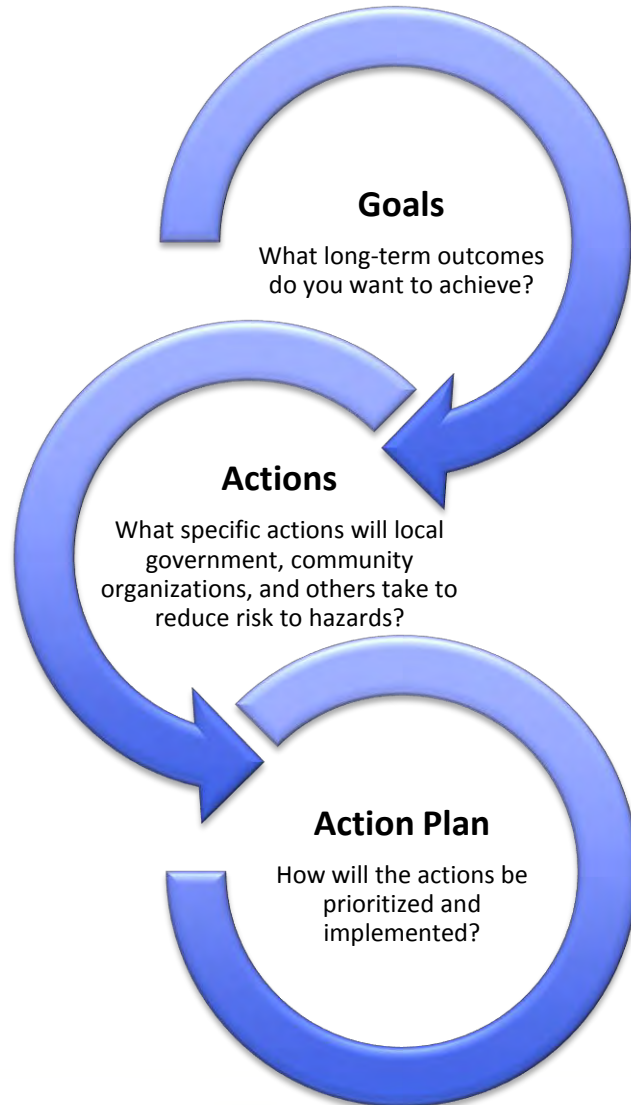 Goals
What long-term outcomes
do you want to achieve?
Actions
What specific actions will local
government, community
organizations, and others take to
reduce risk to hazards?
Action Plan
How will the actions be
prioritized and
implemented?